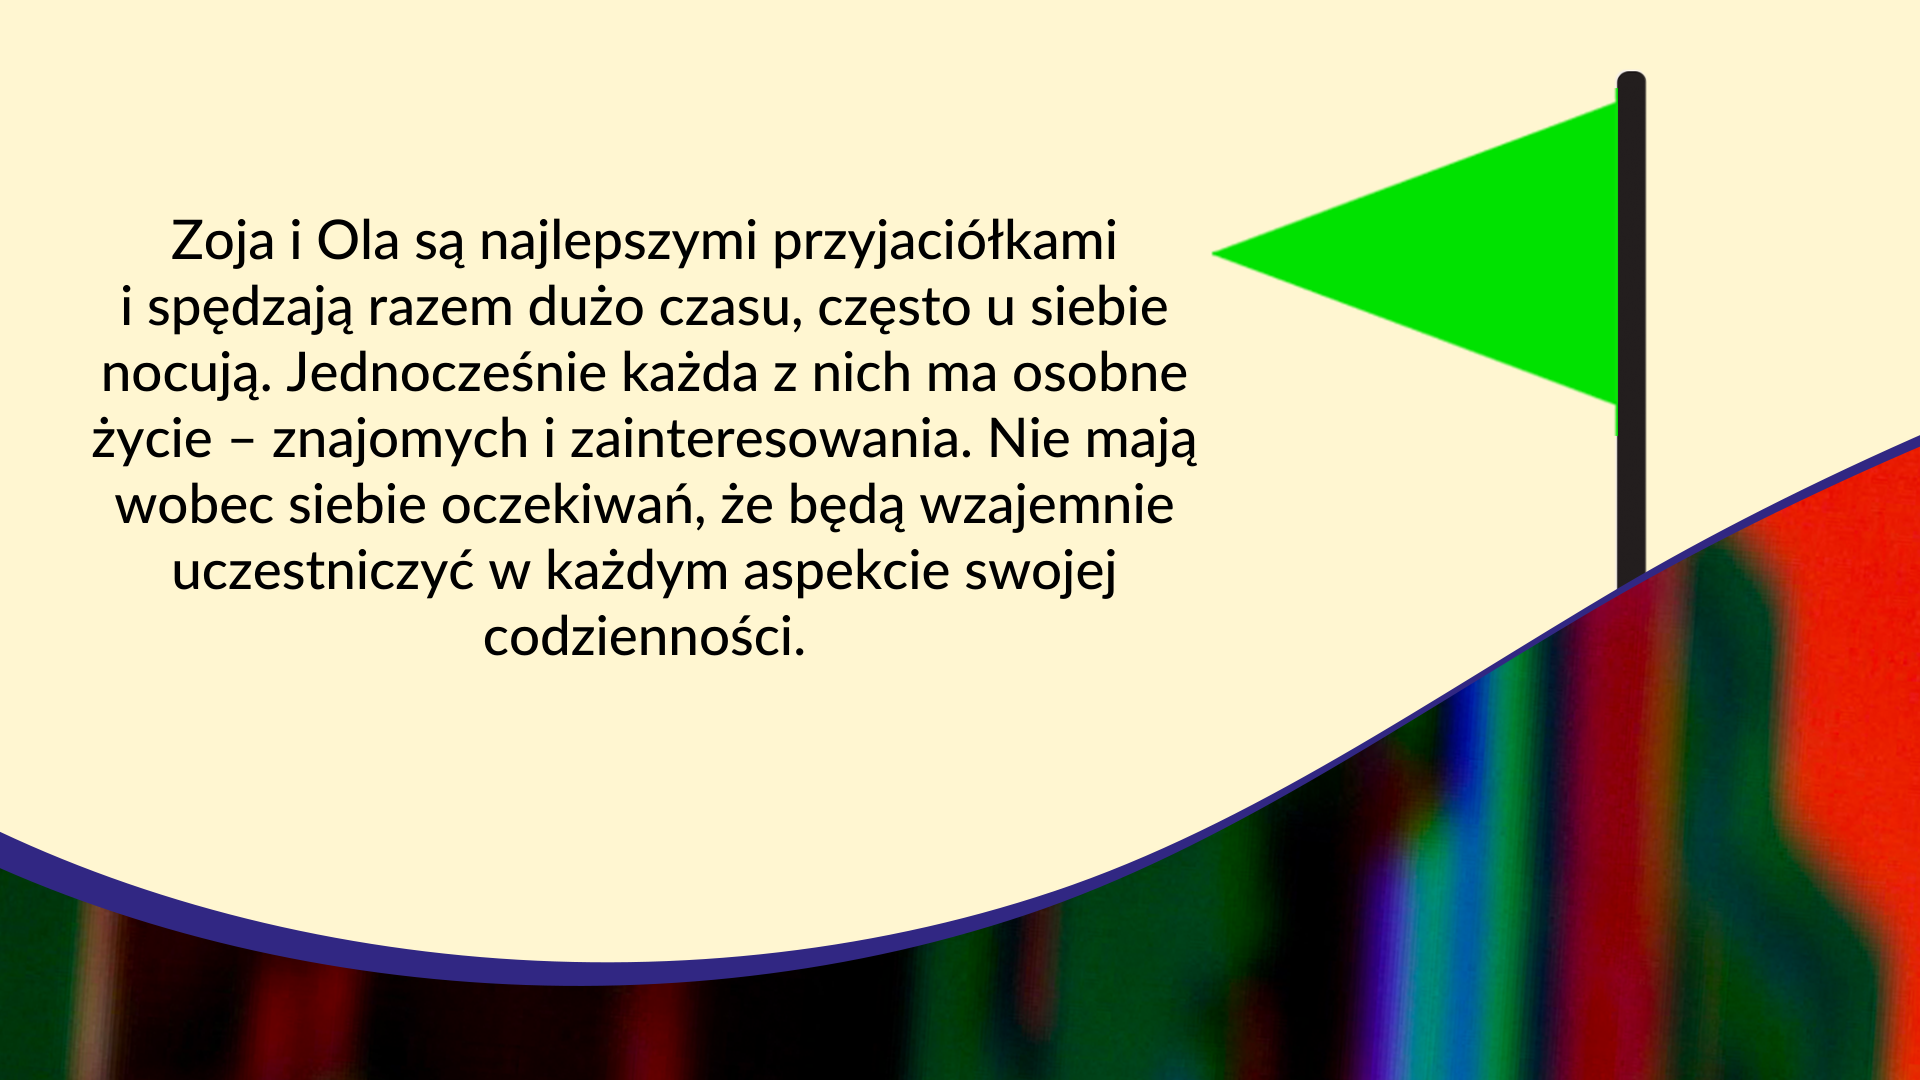 Zoja i Ola są najlepszymi przyjaciółkami
i spędzają razem dużo czasu, często u siebie
nocują. Jednocześnie każda z nich ma osobne
życie – znajomych i zainteresowania. Nie mają
wobec siebie oczekiwań, że będą wzajemnie
uczestniczyć w każdym aspekcie swojej
codzienności.